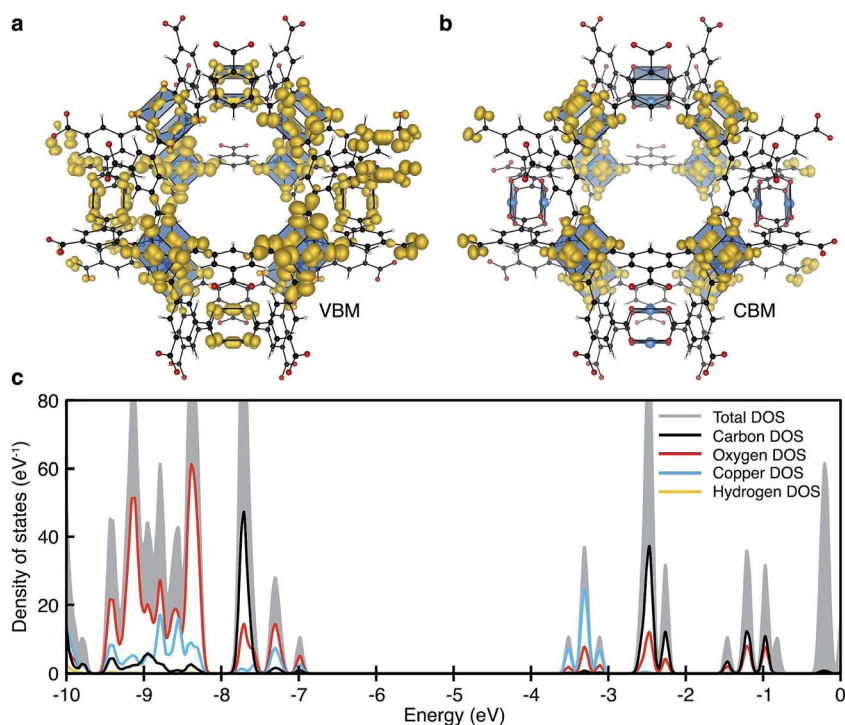 a
b
VBM
CBM
c
80
60
40
20
0
Density of states (eV⁻¹)
Total DOS
Carbon DOS
Oxygen DOS
Copper DOS
Hydrogen DOS
-10 -9 -8 -7 -6 -5 -4 -3 -2 -1 0
Energy (eV)